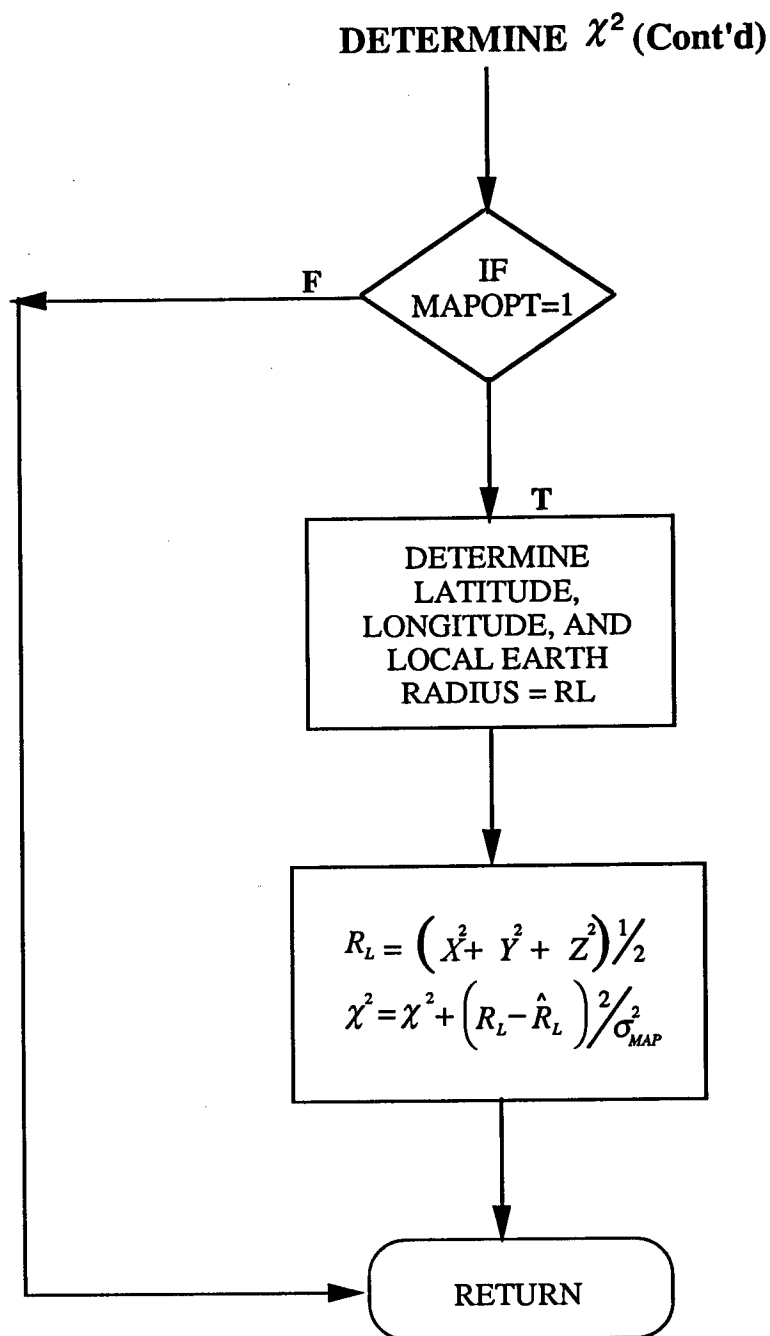 DETERMINE χ² (Cont'd)
IF
MAPOPT=1
F
T
DETERMINE
LATITUDE,
LONGITUDE, AND
LOCAL EARTH
RADIUS = RL
R_L = (X² + Y² + Z²)^1/2
χ² = χ² + (R_L − R̂_L)²/σ²_MAP
RETURN